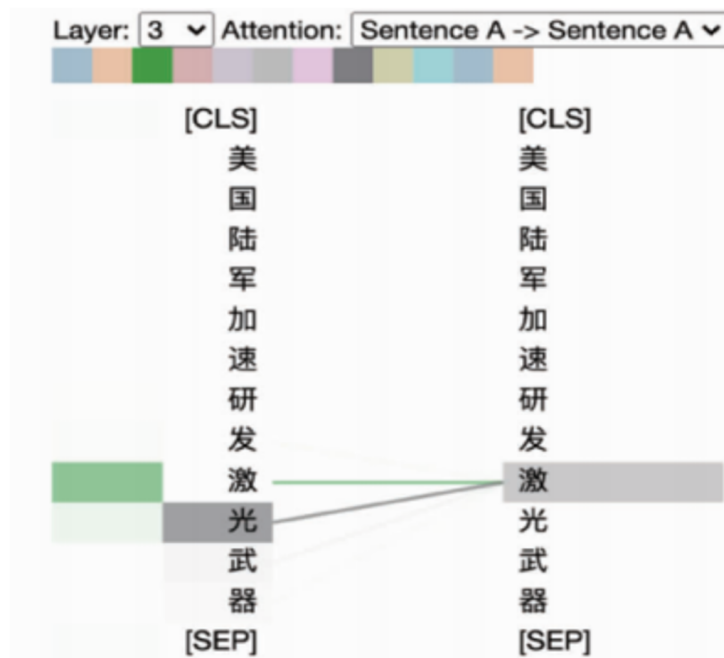 Layer: 3 Attention: Sentence A -> Sentence A
[CLS] [CLS]
美 美
国 国
陆 陆
军 军
加 加
速 速
研 研
发 发
激 激
光 光
武 武
器 器
[SEP] [SEP]